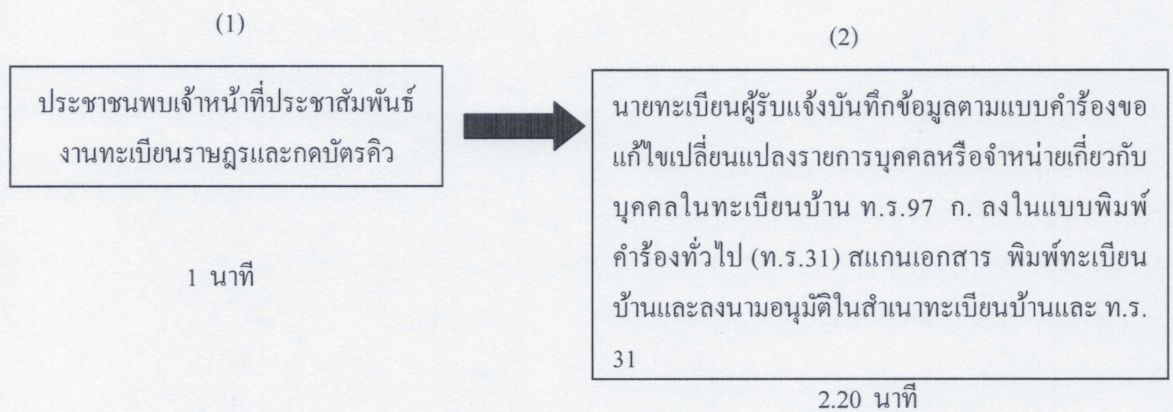 (1)
ประชาชนพบเจ้าหน้าที่ประชาสัมพันธ์
งานทะเบียนราษฎรและกดบัตรคิว
1 นาที
(2)
นายทะเบียนผู้รับแจ้งบันทึกข้อมูลตามแบบคำร้องขอ
แก้ไขเปลี่ยนแปลงรายการบุคคลหรือจำหน่ายเกี่ยวกับ
บุคคลในทะเบียนบ้าน ท.ร.97 ก. ลงในแบบพิมพ์
คำร้องทั่วไป (ท.ร.31) สแกนเอกสาร พิมพ์ทะเบียน
บ้านและลงนามอนุมัติในสำเนาทะเบียนบ้านและ ท.ร.
31
2.20 นาที